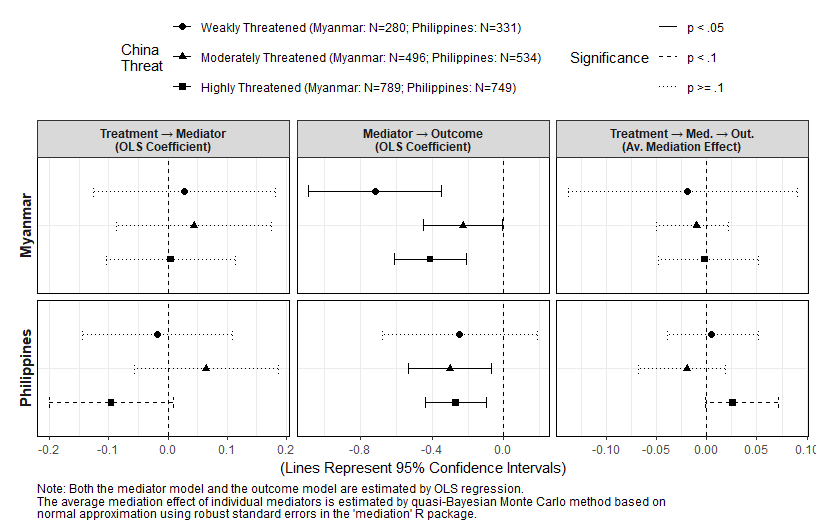 China
Threat
Weakly Threatened (Myanmar: N=280; Philippines: N=331)
Moderately Threatened (Myanmar: N=496; Philippines: N=534)
Highly Threatened (Myanmar: N=789; Philippines: N=749)
Significance
p < .05
p < .1
p >= .1
Treatment → Mediator
(OLS Coefficient)
Mediator → Outcome
(OLS Coefficient)
Treatment → Med. → Out.
(Av. Mediation Effect)
Myanmar
Philippines
-0.2 -0.1 0.0 0.1 0.2
-0.8 -0.4 0.0
-0.10 -0.05 0.00 0.05 0.10
(Lines Represent 95% Confidence Intervals)
Note: Both the mediator model and the outcome model are estimated by OLS regression.
The average mediation effect of individual mediators is estimated by quasi-Bayesian Monte Carlo method based on
normal approximation using robust standard errors in the 'mediation' R package.